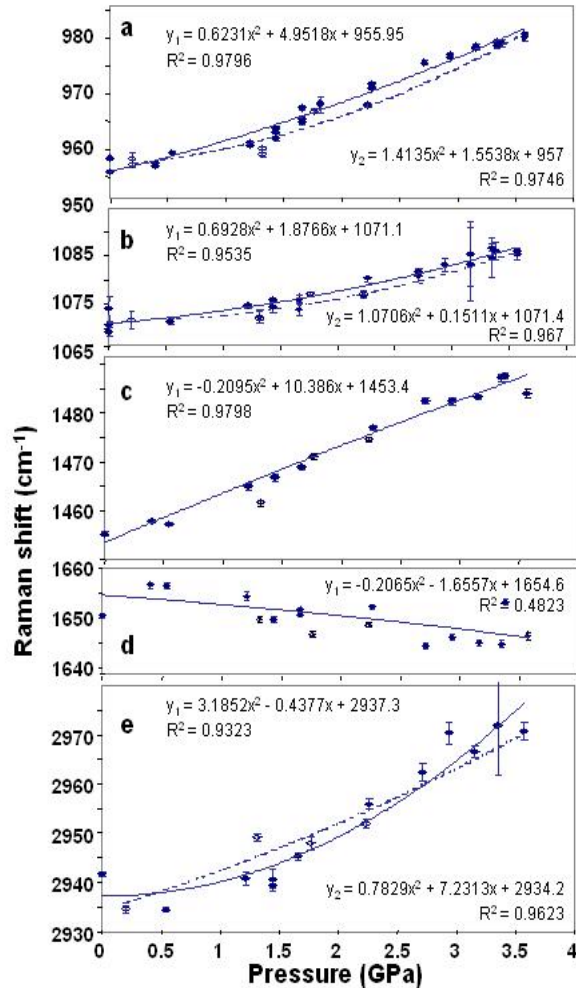 a
y₁ = 0.6231x² + 4.9518x + 955.95
R² = 0.9796
980
970
960
950
y₂ = 1.4135x² + 1.5538x + 957
R² = 0.9746
b
y₁ = 0.6928x² + 1.8766x + 1071.1
R² = 0.9535
1085
1075
1065
y₂ = 1.0706x² + 0.1511x + 1071.4
R² = 0.967
c
y₁ = -0.2095x² + 10.386x + 1453.4
R² = 0.9798
1480
1470
1460
Raman shift (cm⁻¹)
1660
1650
1640
y₁ = -0.2065x² - 1.6557x + 1654.6
R² = 0.4823
d
e
y₁ = 3.1852x² - 0.4377x + 2937.3
R² = 0.9323
2970
2960
2950
2940
2930
y₂ = 0.7829x² + 7.2313x + 2934.2
R² = 0.9623
0 0.5 1 1.5 2 2.5 3 3.5 4
Pressure (GPa)